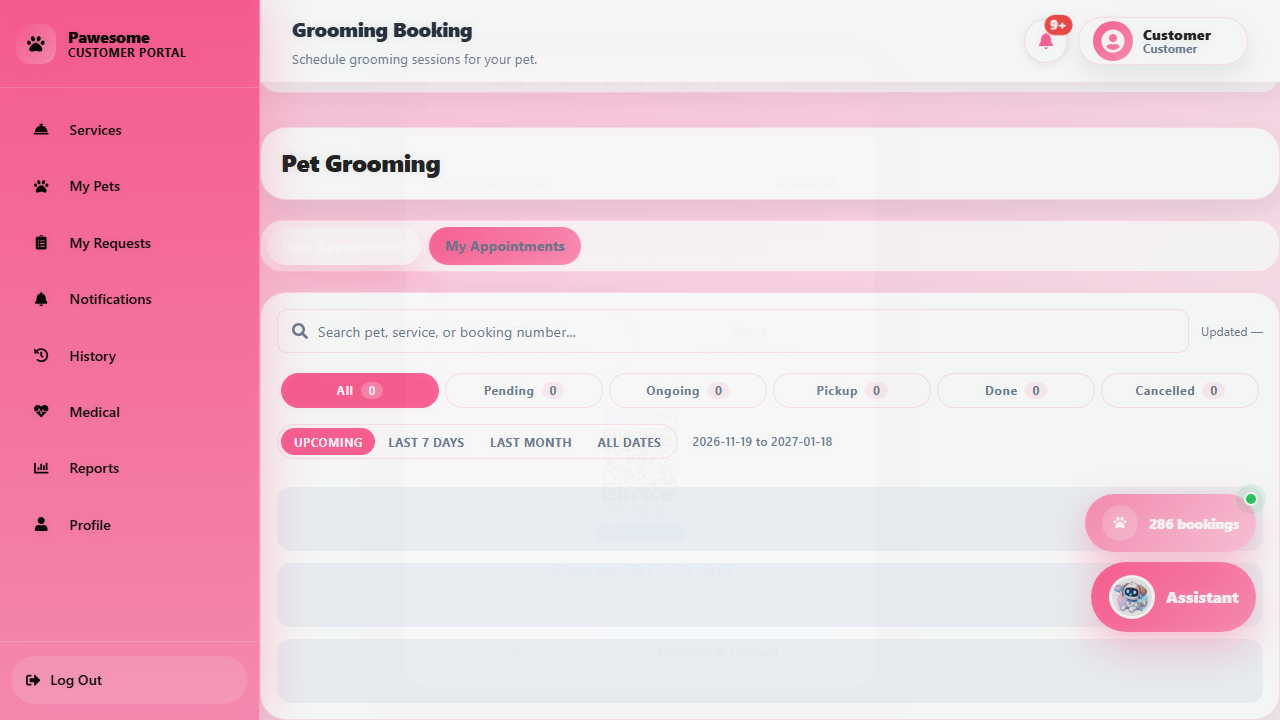 Pawesome
CUSTOMER PORTAL
Services
My Pets
My Requests
Notifications
History
Medical
Reports
Profile
Log Out
Grooming Booking
Schedule grooming sessions for your pet.
9+
Customer
Customer
Pet Grooming
New Appointment
My Appointments
Search pet, service, or booking number...
Updated —
All 0
Pending 0
Ongoing 0
Pickup 0
Done 0
Cancelled 0
UPCOMING
LAST 7 DAYS
LAST MONTH
ALL DATES
2026-11-19 to 2027-01-18
286 bookings
Assistant